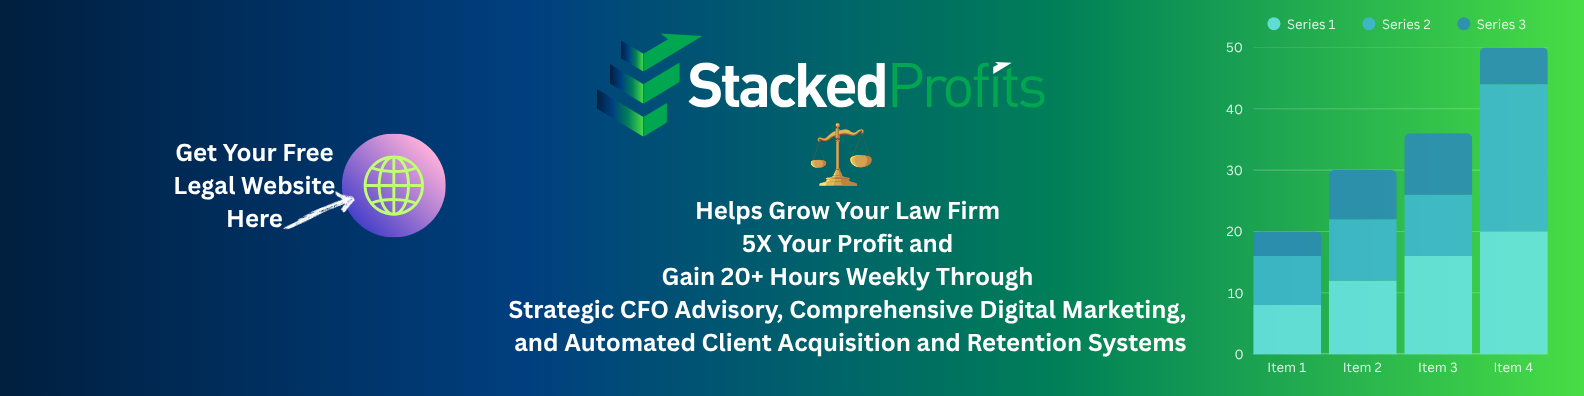 Get Your Free
Legal Website
Here
StackedProfits
Helps Grow Your Law Firm
5X Your Profit and
Gain 20+ Hours Weekly Through
Strategic CFO Advisory, Comprehensive Digital Marketing,
and Automated Client Acquisition and Retention Systems
Series 1 Series 2 Series 3
50
40
30
20
10
0
Item 1 Item 2 Item 3 Item 4